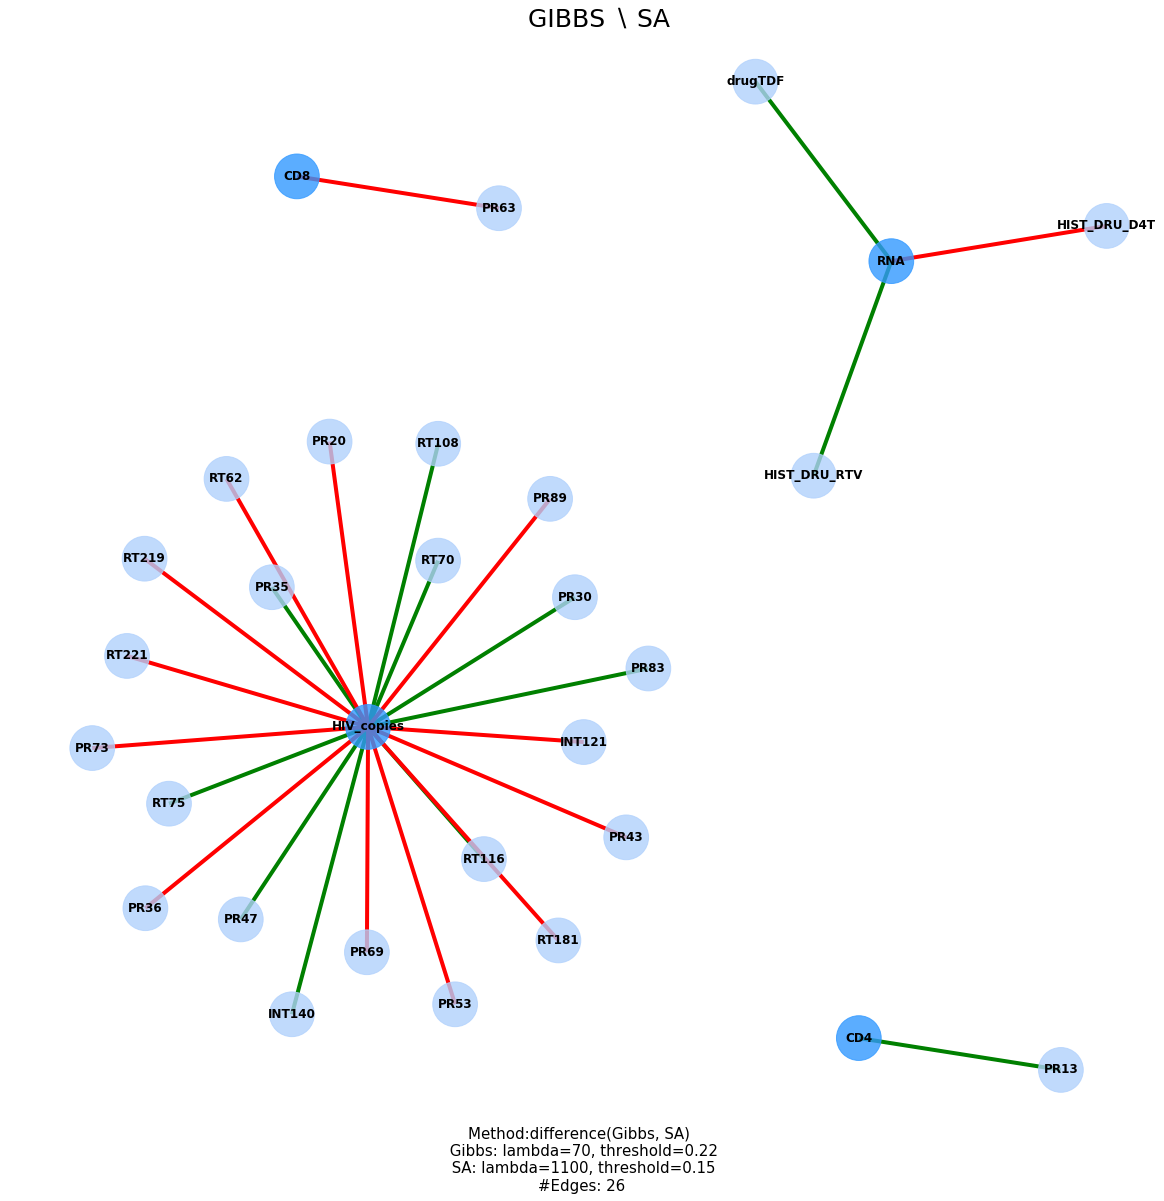 GIBBS \ SA
drugTDF
CD8
PR63
HIST_DRU_D4T
RNA
HIST_DRU_RTV
PR20
RT108
RT62
PR89
RT219
RT70
PR35
PR30
RT221
PR83
HIV_copies
PR73
INT121
RT75
PR43
RT116
PR36
PR47
RT181
PR69
PR53
INT140
CD4
PR13
Method:difference(Gibbs, SA)
Gibbs: lambda=70, threshold=0.22
SA: lambda=1100, threshold=0.15
#Edges: 26